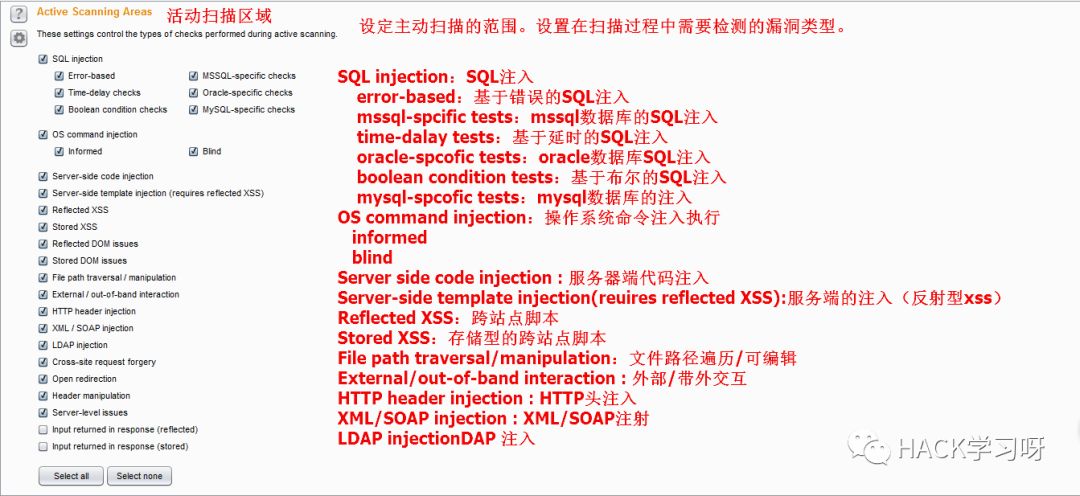 ?
Active Scanning Areas
活动扫描区域
These settings control the types of checks performed during active scanning.
设定主动扫描的范围。设置在扫描过程中需要检测的漏洞类型。
SQL injection
Error-based
MSSQL-specific checks
Time-delay checks
Oracle-specific checks
Boolean condition checks
MySQL-specific checks
OS command injection
Informed
Blind
Server-side code injection
Server-side template injection (requires reflected XSS)
Reflected XSS
Stored XSS
Reflected DOM issues
Stored DOM issues
File path traversal / manipulation
External / out-of-band interaction
HTTP header injection
XML / SOAP injection
LDAP injection
Cross-site request forgery
Open redirection
Header manipulation
Server-level issues
Input returned in response (reflected)
Input returned in response (stored)
Select all
Select none
SQL injection：SQL注入
error-based：基于错误的SQL注入
mssql-spcific tests：mssql数据库的SQL注入
time-dalay tests：基于延时的SQL注入
oracle-spcofic tests：oracle数据库SQL注入
boolean condition tests：基于布尔的SQL注入
mysql-spcofic tests：mysql数据库的注入
OS command injection：操作系统命令注入执行
informed
blind
Server side code injection：服务器端代码注入
Server-side template injection(reuires reflected XSS):服务端的注入（反射型xss）
Reflected XSS：跨站点脚本
Stored XSS：存储型的跨站点脚本
File path traversal/manipulation：文件路径遍历/可编辑
External/out-of-band interaction：外部/带外交互
HTTP header injection：HTTP头注入
XML/SOAP injection：XML/SOAP注射
LDAP injectionDAP 注入
HACK学习呀